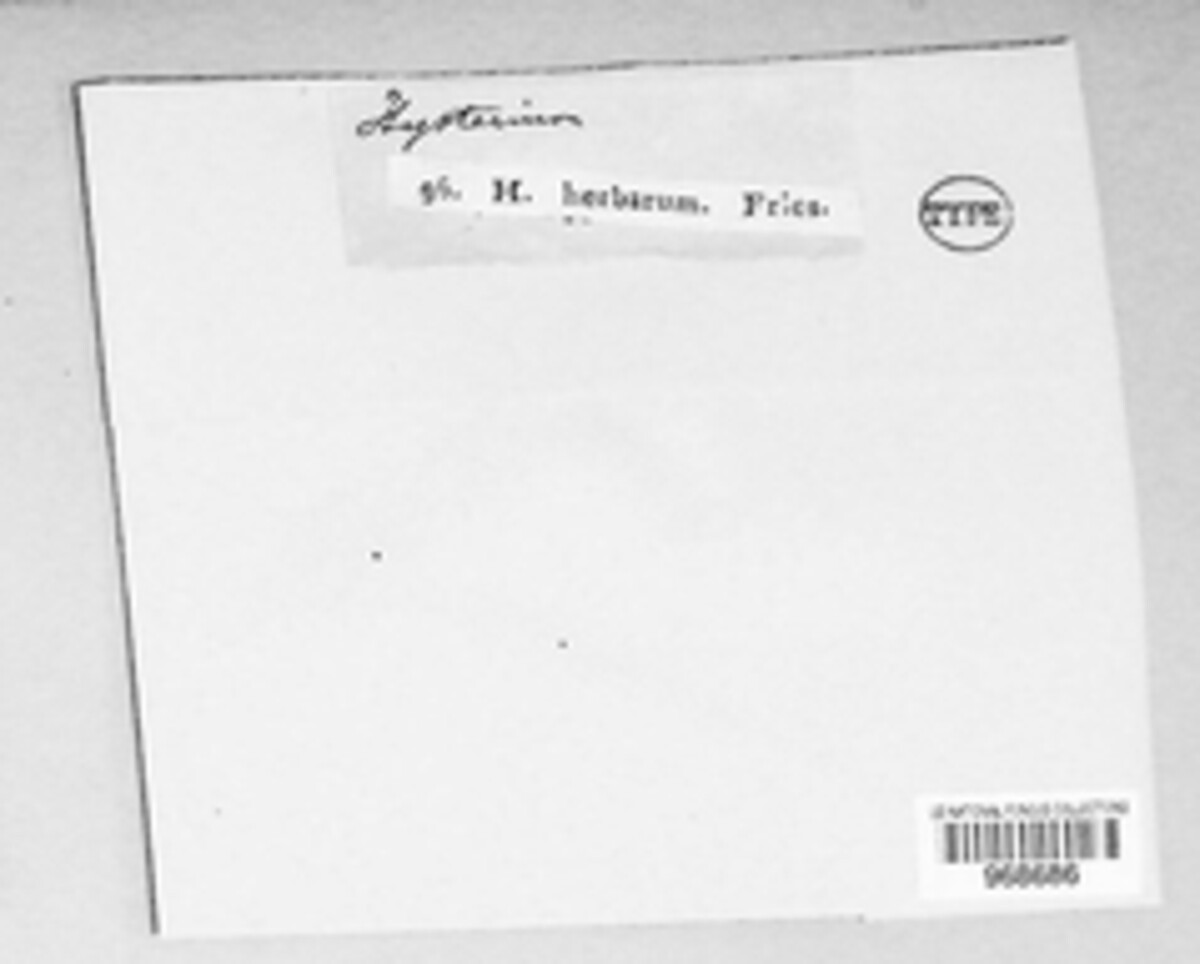 Hysterium
96. H. herbarum. Fries.
TYPE
US NATIONAL FUNGUS COLLECTIONS
968686